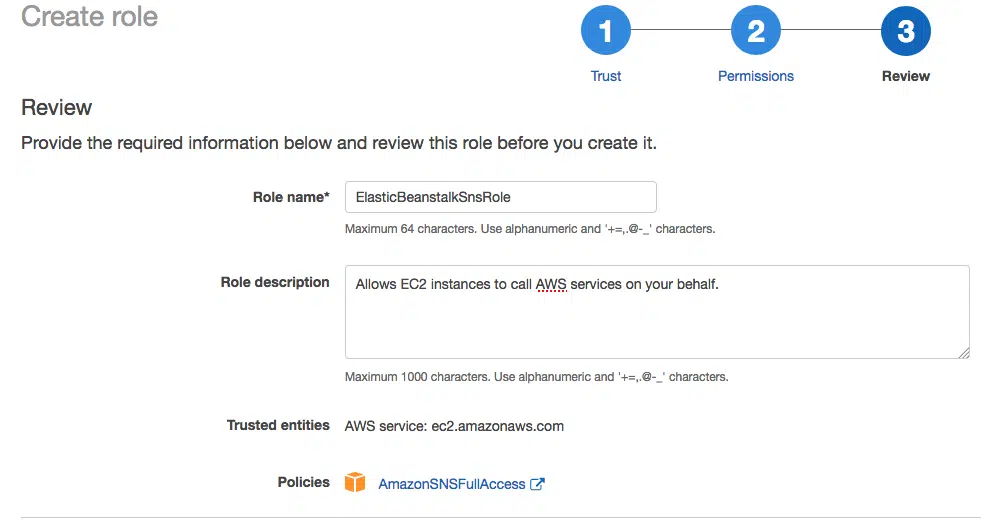 Create role
1
2
3
Trust
Permissions
Review
Review
Provide the required information below and review this role before you create it.
Role name*
ElasticBeanstalkSnsRole
Maximum 64 characters. Use alphanumeric and '+=,.@-_' characters.
Role description
Allows EC2 instances to call AWS services on your behalf.
Maximum 1000 characters. Use alphanumeric and '+=,.@-_' characters.
Trusted entities
AWS service: ec2.amazonaws.com
Policies
AmazonSNSFullAccess